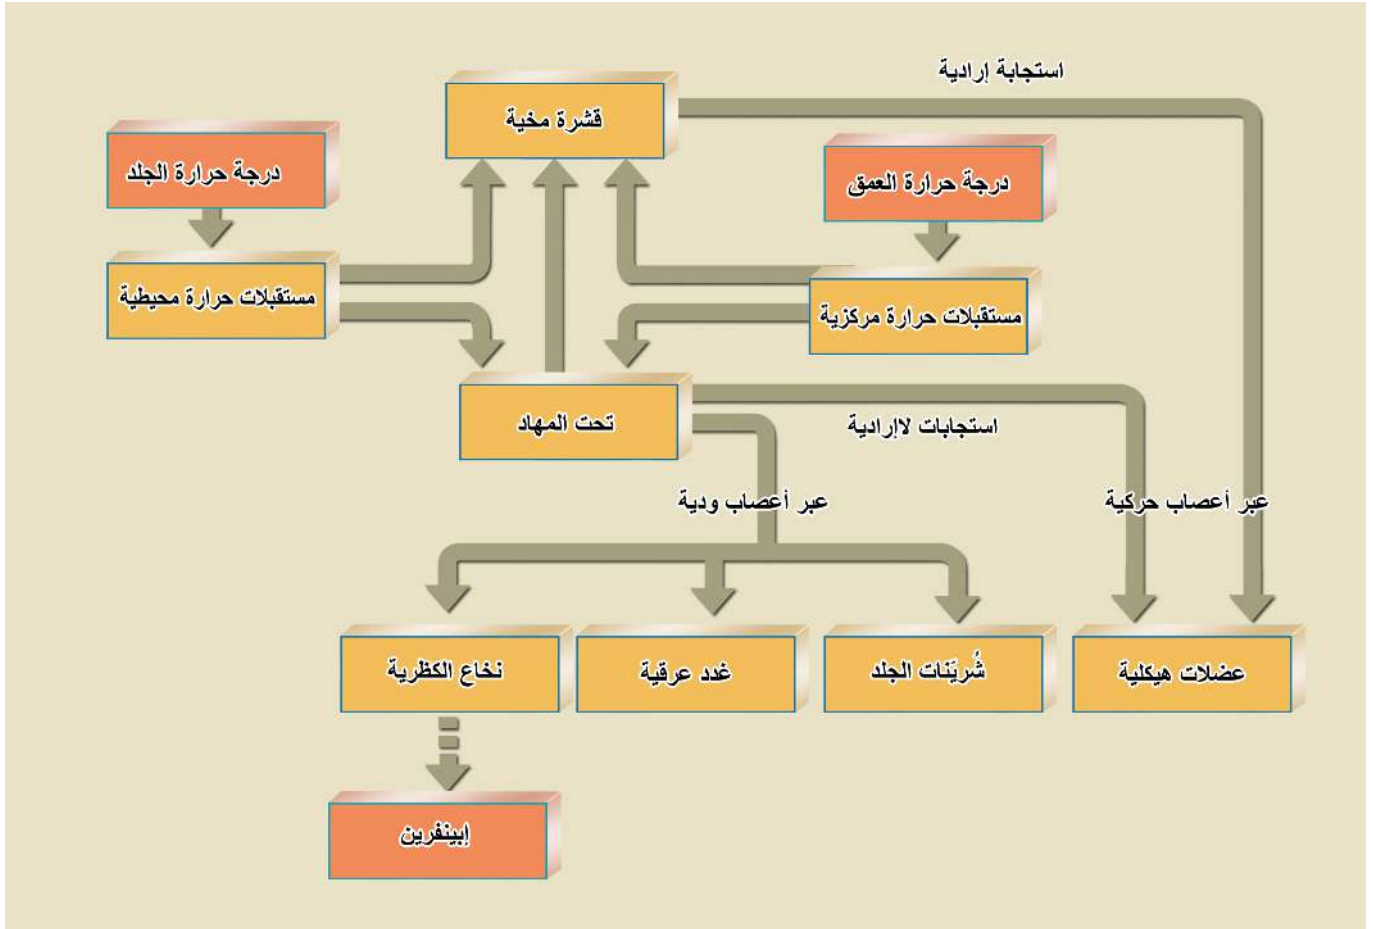 استجابة إرادية
قشرة مخية
درجة حرارة الجلد
درجة حرارة العمق
مستقبلات حرارة محيطية
مستقبلات حرارة مركزية
تحت المهاد
استجابات لاإرادية
عبر أعصاب حركية
عبر أعصاب ودية
عضلات هيكلية
شُريّنات الجلد
غدد عرقية
نخاع الكظرية
إبينفرين